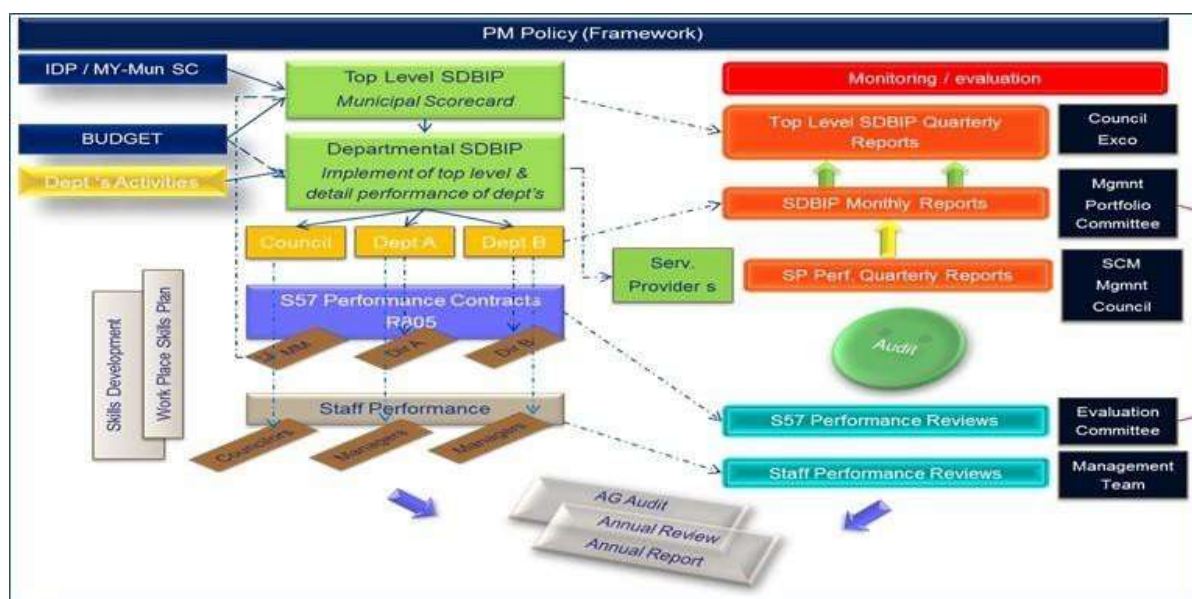 PM Policy (Framework)
IDP / MY-Mun SC
BUDGET
Dept 's Activities
Top Level SDBIP
Municipal Scorecard
Departmental SDBIP
Implement of top level &
detail performance of dept's
Council
Dept A
Dept B
S57 Performance Contracts
R805
MM
Dir A
Dir B
Staff Performance
Councilors
Managers
Managers
Skills Development
Work Place Skills Plan
Serv.
Provider s
Monitoring / evaluation
Top Level SDBIP Quarterly
Reports
Council
Exco
SDBIP Monthly Reports
Mgmnt
Portfolio
Committee
SP Perf. Quarterly Reports
SCM
Mgmnt
Council
Audit
S57 Performance Reviews
Evaluation
Committee
Staff Performance Reviews
Management
Team
AG Audit
Annual Review
Annual Report